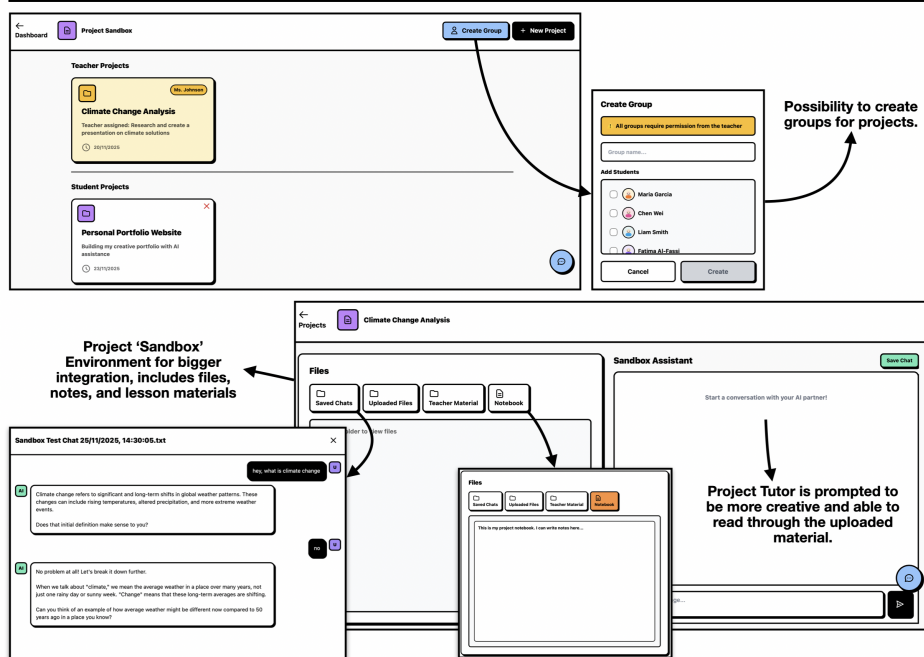 Dashboard
Project Sandbox
Create Group
+ New Project
Teacher Projects
Ms. Johnson
Climate Change Analysis
Teacher assigned: Research and create a
presentation on climate solutions
20/11/2025
Student Projects
Personal Portfolio Website
Building my creative portfolio with AI
assistance
23/11/2025
Create Group
! All groups require permission from the teacher
Group name...
Add Students
Maria Garcia
Chen Wei
Liam Smith
Fatima Al-Fassi
Cancel
Create
Possibility to create
groups for projects.
Project ‘Sandbox’
Environment for bigger
integration, includes files,
notes, and lesson materials
Projects
Climate Change Analysis
Files
Saved Chats
Uploaded Files
Teacher Material
Notebook
older to view files
Sandbox Assistant
Save Chat
Start a conversation with your AI partner!
Project Tutor is prompted to
be more creative and able to
read through the uploaded
material.
Sandbox Test Chat 25/11/2025, 14:30:05.txt
hey, what is climate change
U
AI
Climate change refers to significant and long-term shifts in global weather patterns. These
changes can include rising temperatures, altered precipitation, and more extreme weather
events.
Does that initial definition make sense to you?
no
U
AI
No problem at all! Let's break it down further.
When we talk about "climate," we mean the average weather in a place over many years, not
just one rainy day or sunny week. "Change" means that these long-term averages are shifting.
Can you think of an example of how average weather might be different now compared to 50
years ago in a place you know?
Files
Saved Chats
Uploaded Files
Teacher Material
Notebook
This is my project notebook, I can write notes here...
ge...